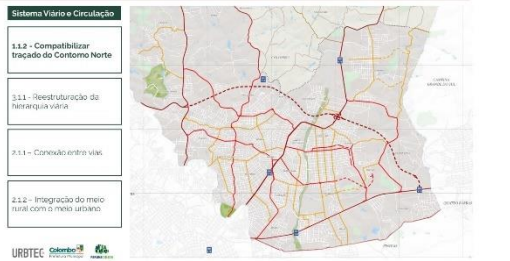 Sistema Viário e Circulação
1.1.2 - Compatibilizar
traçado do Contorno Norte
3.1.1 - Reestruturação da
hierarquia viária
2.1.1 – Conexão entre vias
2.1.2 – Integração do meio
rural com o meio urbano
URBTEC
Colombo